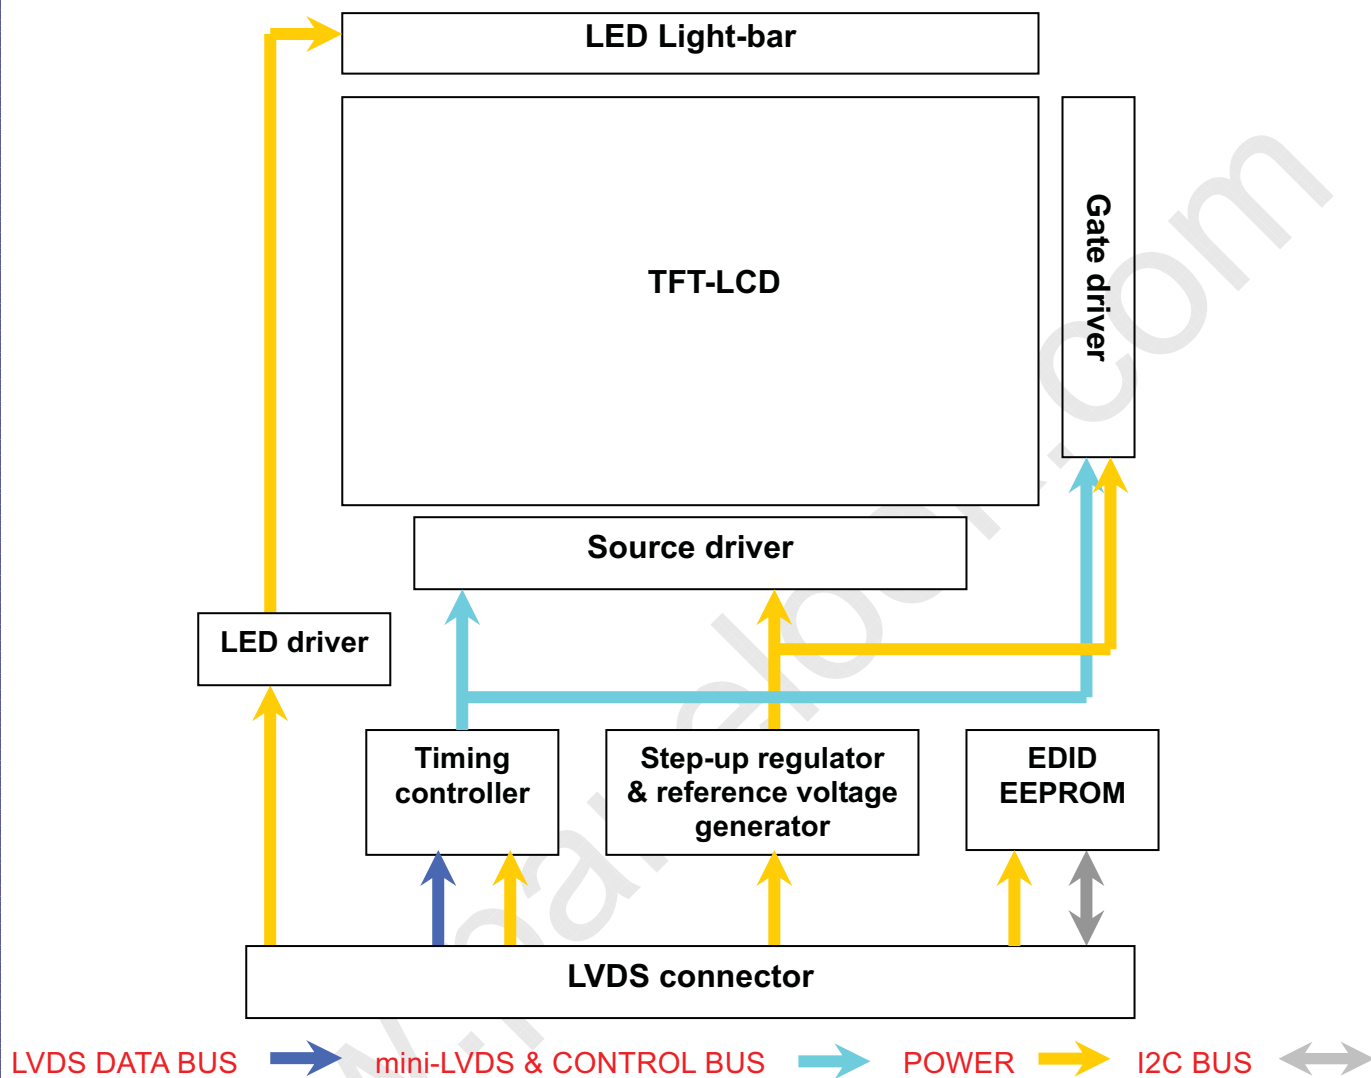 LED Light-bar
TFT-LCD
Gate driver
Source driver
LED driver
Timing
controller
Step-up regulator
& reference voltage
generator
EDID
EEPROM
LVDS connector
LVDS DATA BUS mini-LVDS & CONTROL BUS POWER I2C BUS